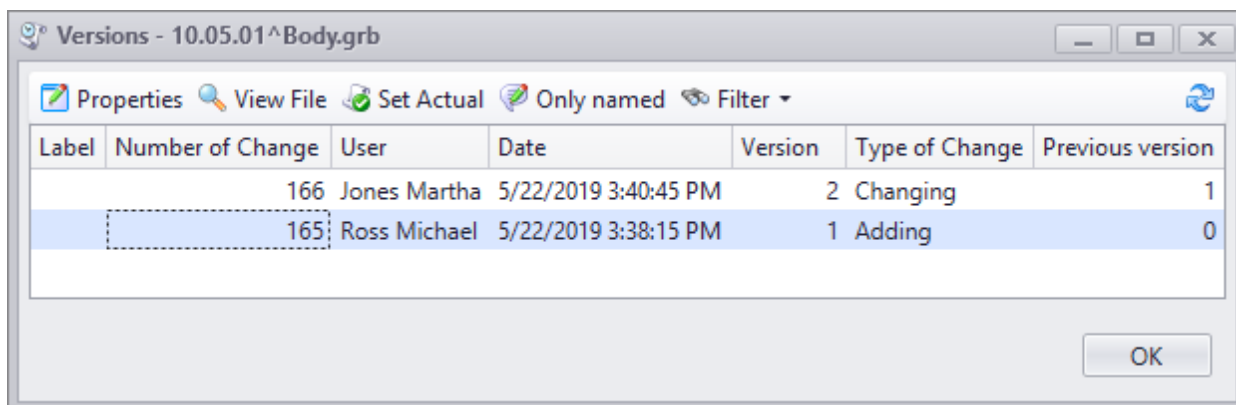 Versions - 10.05.01^Body.grb
Properties View File Set Actual Only named Filter
Label Number of Change User Date Version Type of Change Previous version
166 Jones Martha 5/22/2019 3:40:45 PM 2 Changing 1
165 Ross Michael 5/22/2019 3:38:15 PM 1 Adding 0
OK